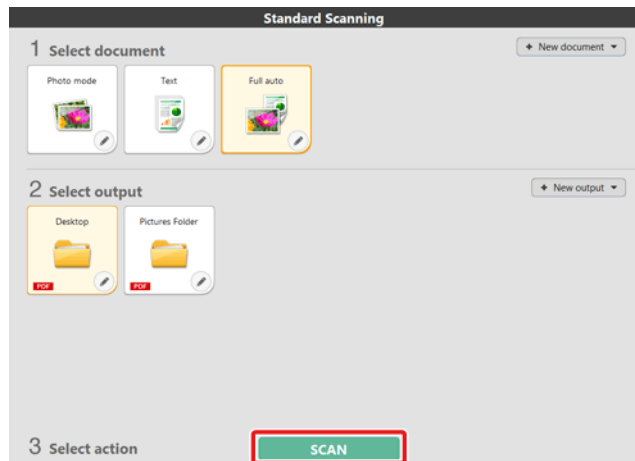 Standard Scanning
1 Select document
+ New document
Photo mode
Text
Full auto
2 Select output
+ New output
Desktop
Pictures Folder
PDF
PDF
3 Select action
SCAN